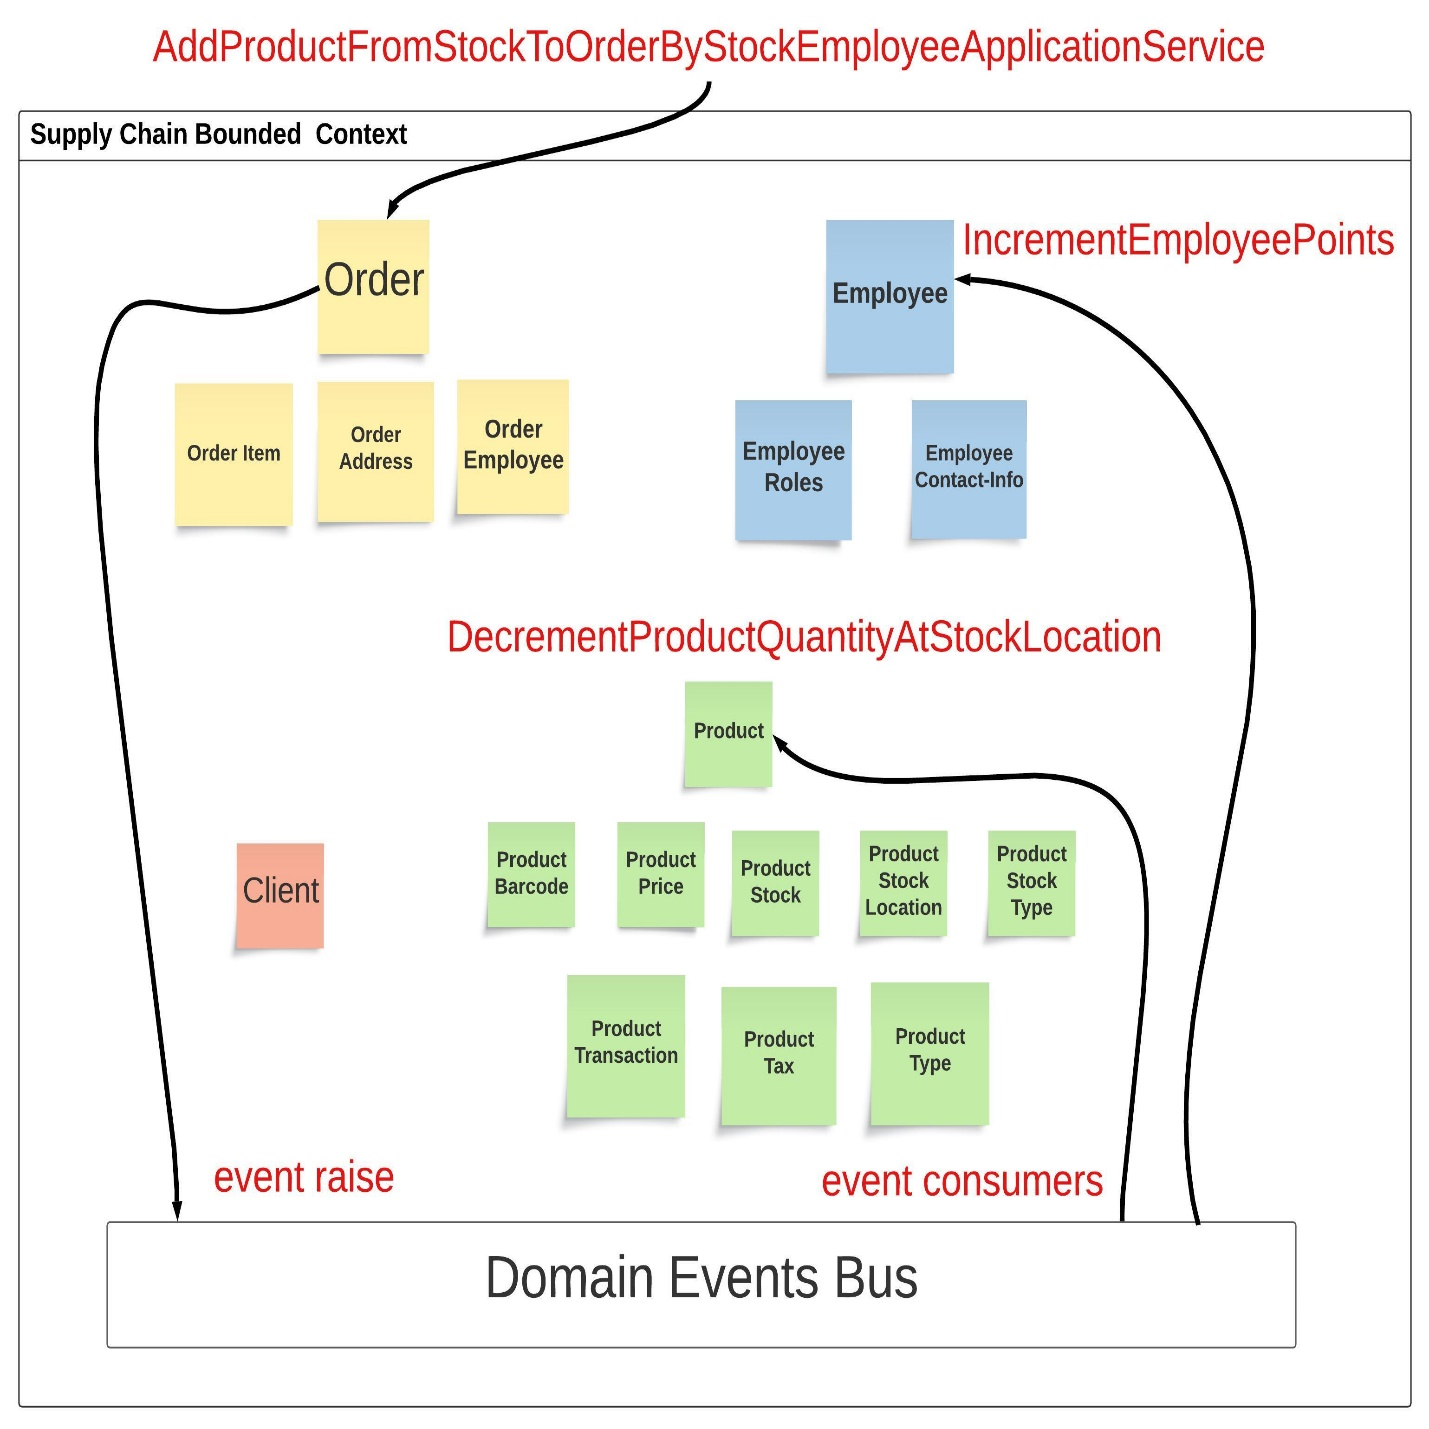 AddProductFromStockToOrderByStockEmployeeApplicationService
Supply Chain Bounded Context
Order
Employee
IncrementEmployeePoints
Order Item
Order
Address
Order
Employee
Employee
Roles
Employee
Contact-Info
DecrementProductQuantityAtStockLocation
Product
Client
Product
Barcode
Product
Price
Product
Stock
Product
Stock
Location
Product
Stock
Type
Product
Transaction
Product
Tax
Product
Type
event raise
event consumers
Domain Events Bus